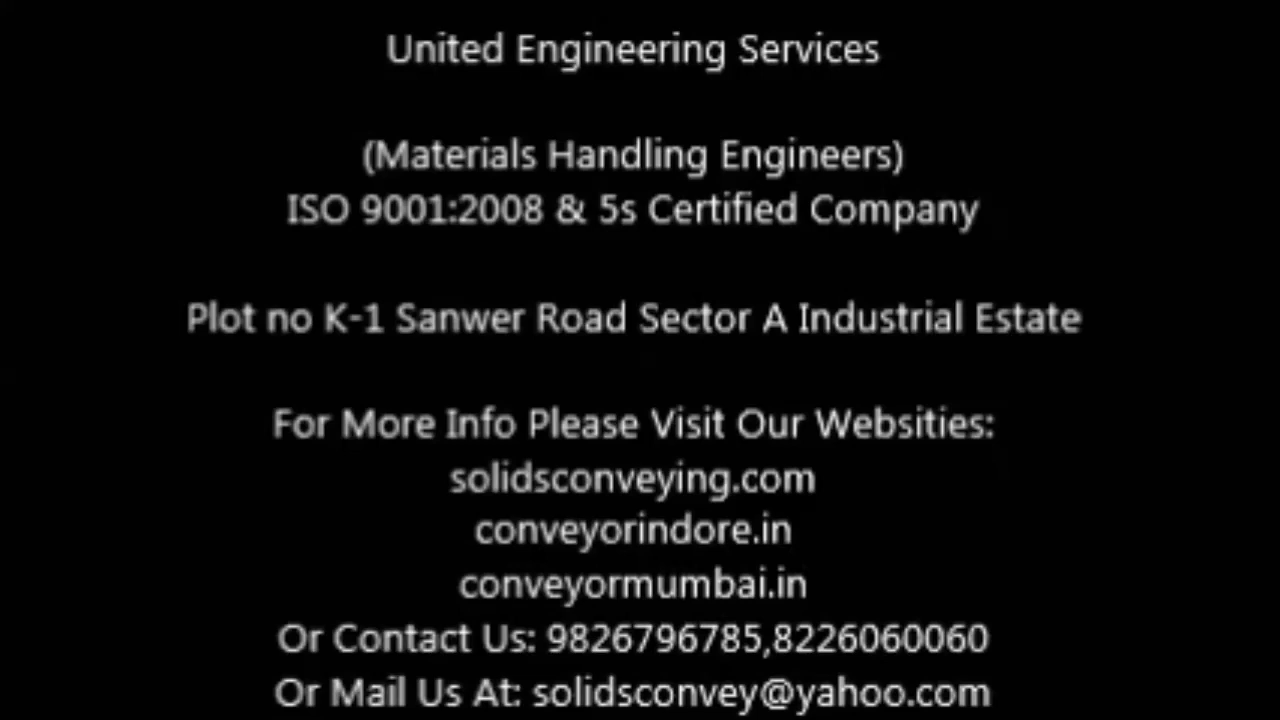 United Engineering Services
(Materials Handling Engineers)
ISO 9001:2008 & 5s Certified Company
Plot no K-1 Sanwer Road Sector A Industrial Estate
For More Info Please Visit Our Websities:
solidsconveying.com
conveyorindore.in
conveyormumbai.in
Or Contact Us: 9826796785,8226060060
Or Mail Us At: solidsconvey@yahoo.com